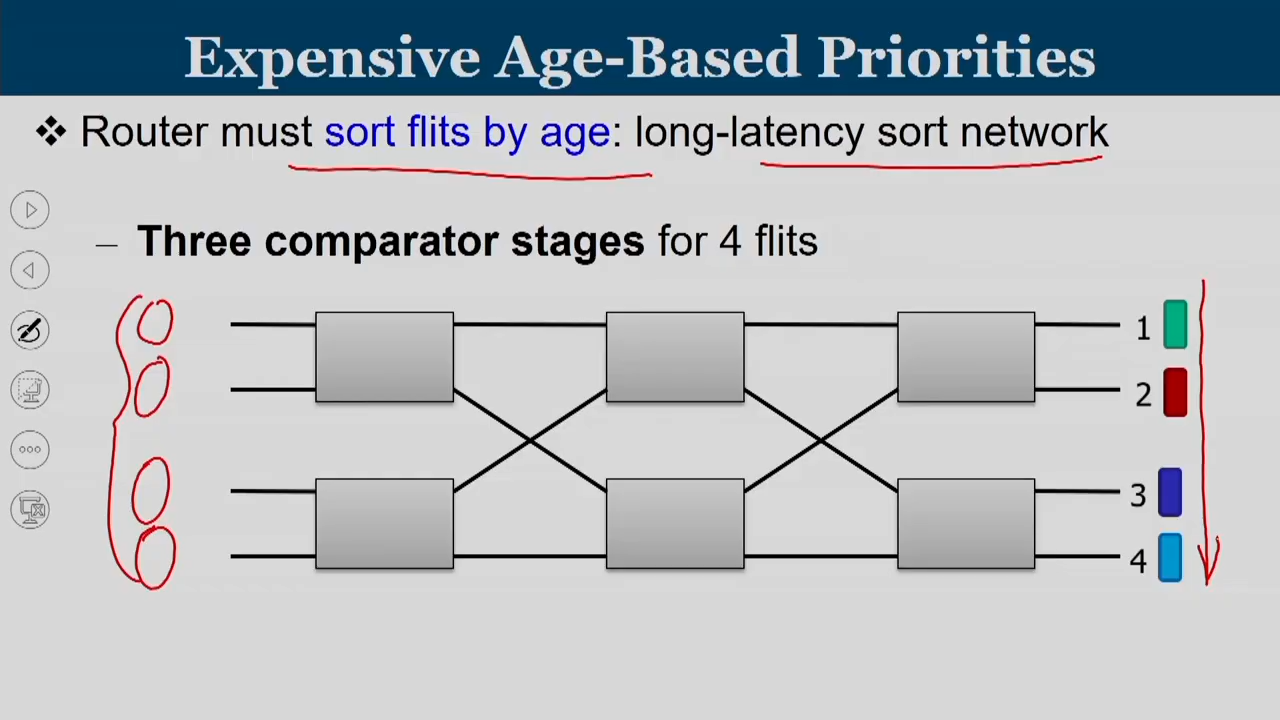 Expensive Age-Based Priorities
❖ Router must sort flits by age: long-latency sort network
– Three comparator stages for 4 flits
1
2
3
4